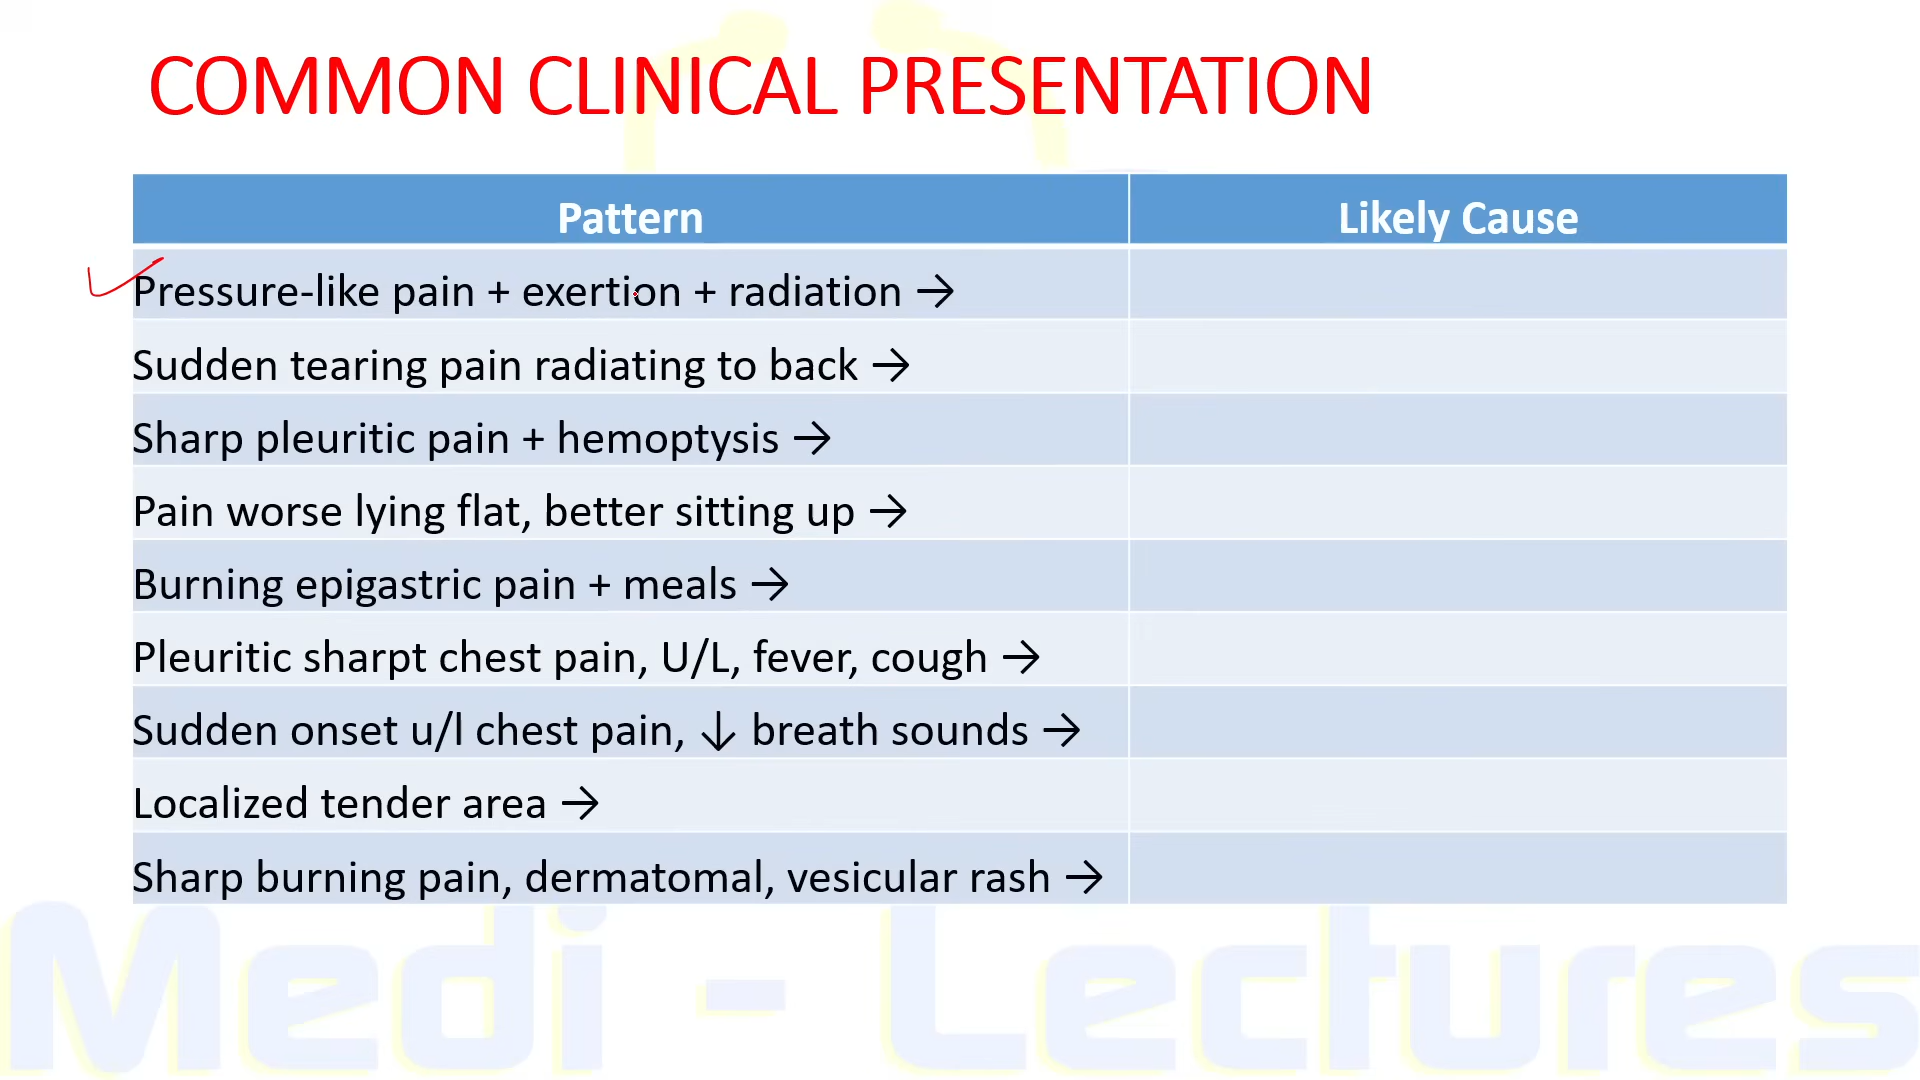 COMMON CLINICAL PRESENTATION
Pattern
Likely Cause
Pressure-like pain + exertion + radiation →
Sudden tearing pain radiating to back →
Sharp pleuritic pain + hemoptysis →
Pain worse lying flat, better sitting up →
Burning epigastric pain + meals →
Pleuritic sharpt chest pain, U/L, fever, cough →
Sudden onset u/l chest pain, ↓ breath sounds →
Localized tender area →
Sharp burning pain, dermatomal, vesicular rash →
Medi - Lectures